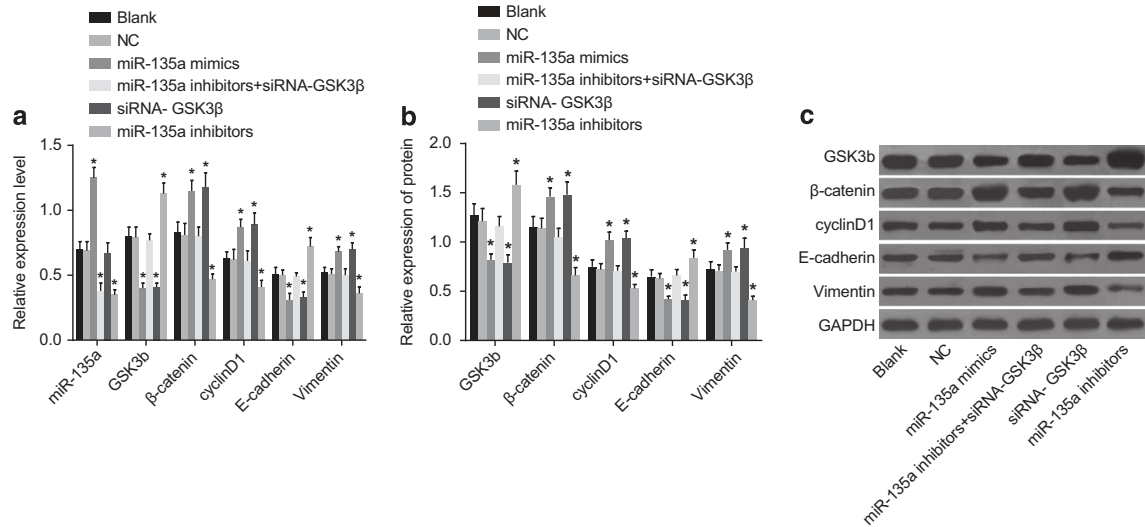 a
Blank
NC
miR-135a mimics
miR-135a inhibitors+siRNA-GSK3β
siRNA- GSK3β
miR-135a inhibitors
Relative expression level
1.5
1.0
0.5
0.0
* * * * * * * * * * * * * * * * * *
miR-135a
GSK3b
β-catenin
cyclinD1
E-cadherin
Vimentin
b
Blank
NC
miR-135a mimics
miR-135a inhibitors+siRNA-GSK3β
siRNA- GSK3β
miR-135a inhibitors
Relative expression of protein
2.0
1.5
1.0
0.5
0.0
* * * * * * * * * * * * * * *
GSK3b
β-catenin
cyclinD1
E-cadherin
Vimentin
c
GSK3b
β-catenin
cyclinD1
E-cadherin
Vimentin
GAPDH
Blank
NC
miR-135a mimics
miR-135a inhibitors+siRNA-GSK3β
siRNA- GSK3β
miR-135a inhibitors